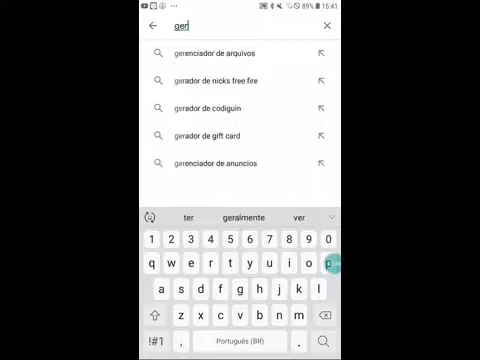 89% 15:41
ger
gerenciador de arquivos
gerador de nicks free fire
gerador de codiguin
gerador de gift card
gerenciador de anuncios
ter geralmente ver
1 2 3 4 5 6 7 8 9 0
q w e r t y u i o p
a s d f g h j k l
z x c v b n m
!#1 , Português (BR) .